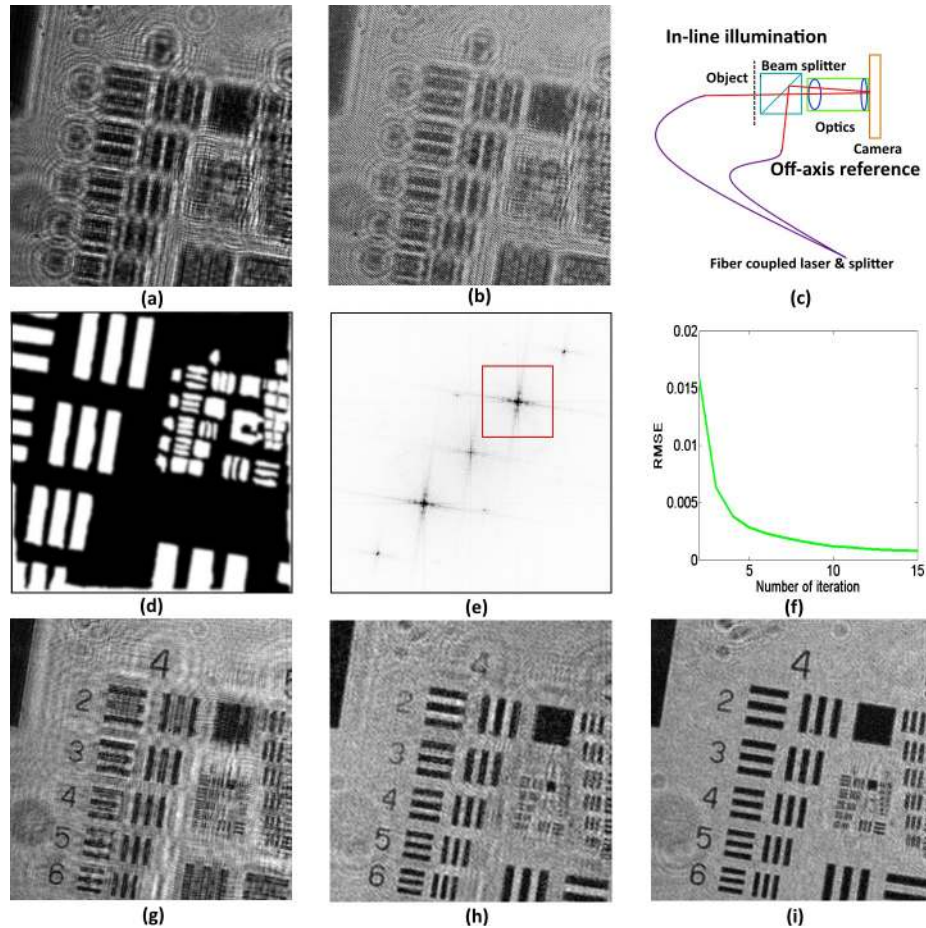 In-line illumination
Beam splitter
Object
Optics
Camera
Off-axis reference
Fiber coupled laser & splitter
(a)
(b)
(c)
0.02
0.015
0.01
0.005
0
RMSE
5
10
15
Number of iteration
(d)
(e)
(f)
4
2
3
4
5
6
4
2
3
4
5
6
4
2
3
4
5
6
(g)
(h)
(i)